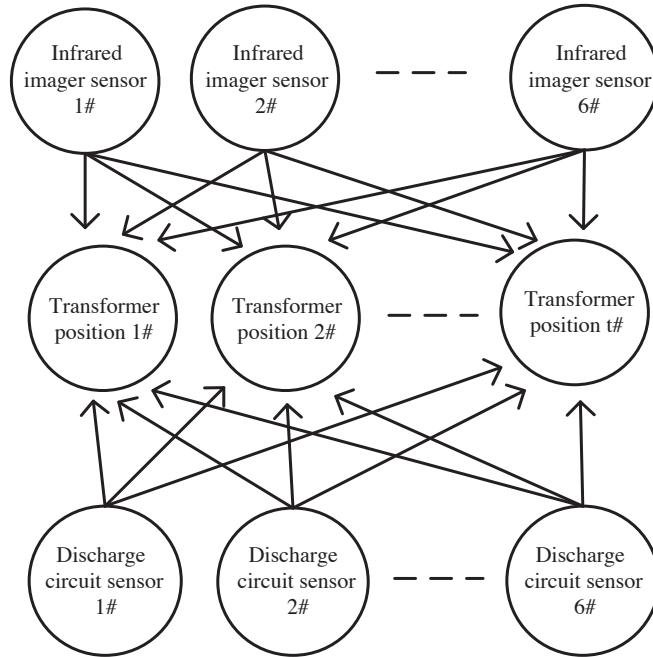 Infrared
imager sensor
1#
Infrared
imager sensor
2#
Infrared
imager sensor
6#
Transformer
position 1#
Transformer
position 2#
Transformer
position t#
Discharge
circuit sensor
1#
Discharge
circuit sensor
2#
Discharge
circuit sensor
6#